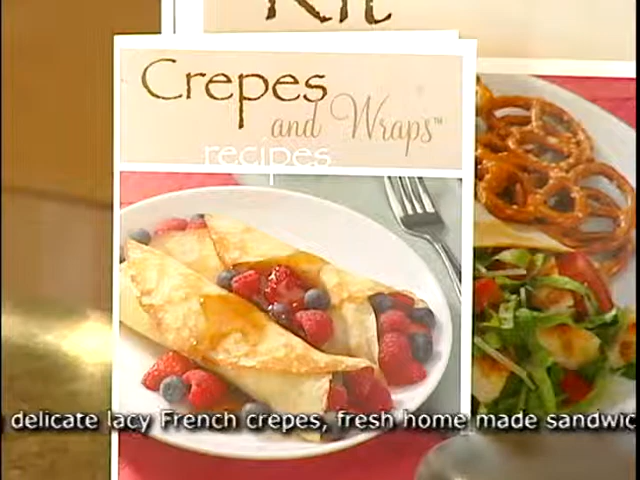 Kit
Crepes
and Wraps™
recipes
delicate lacy French crepes, fresh home made sandwic